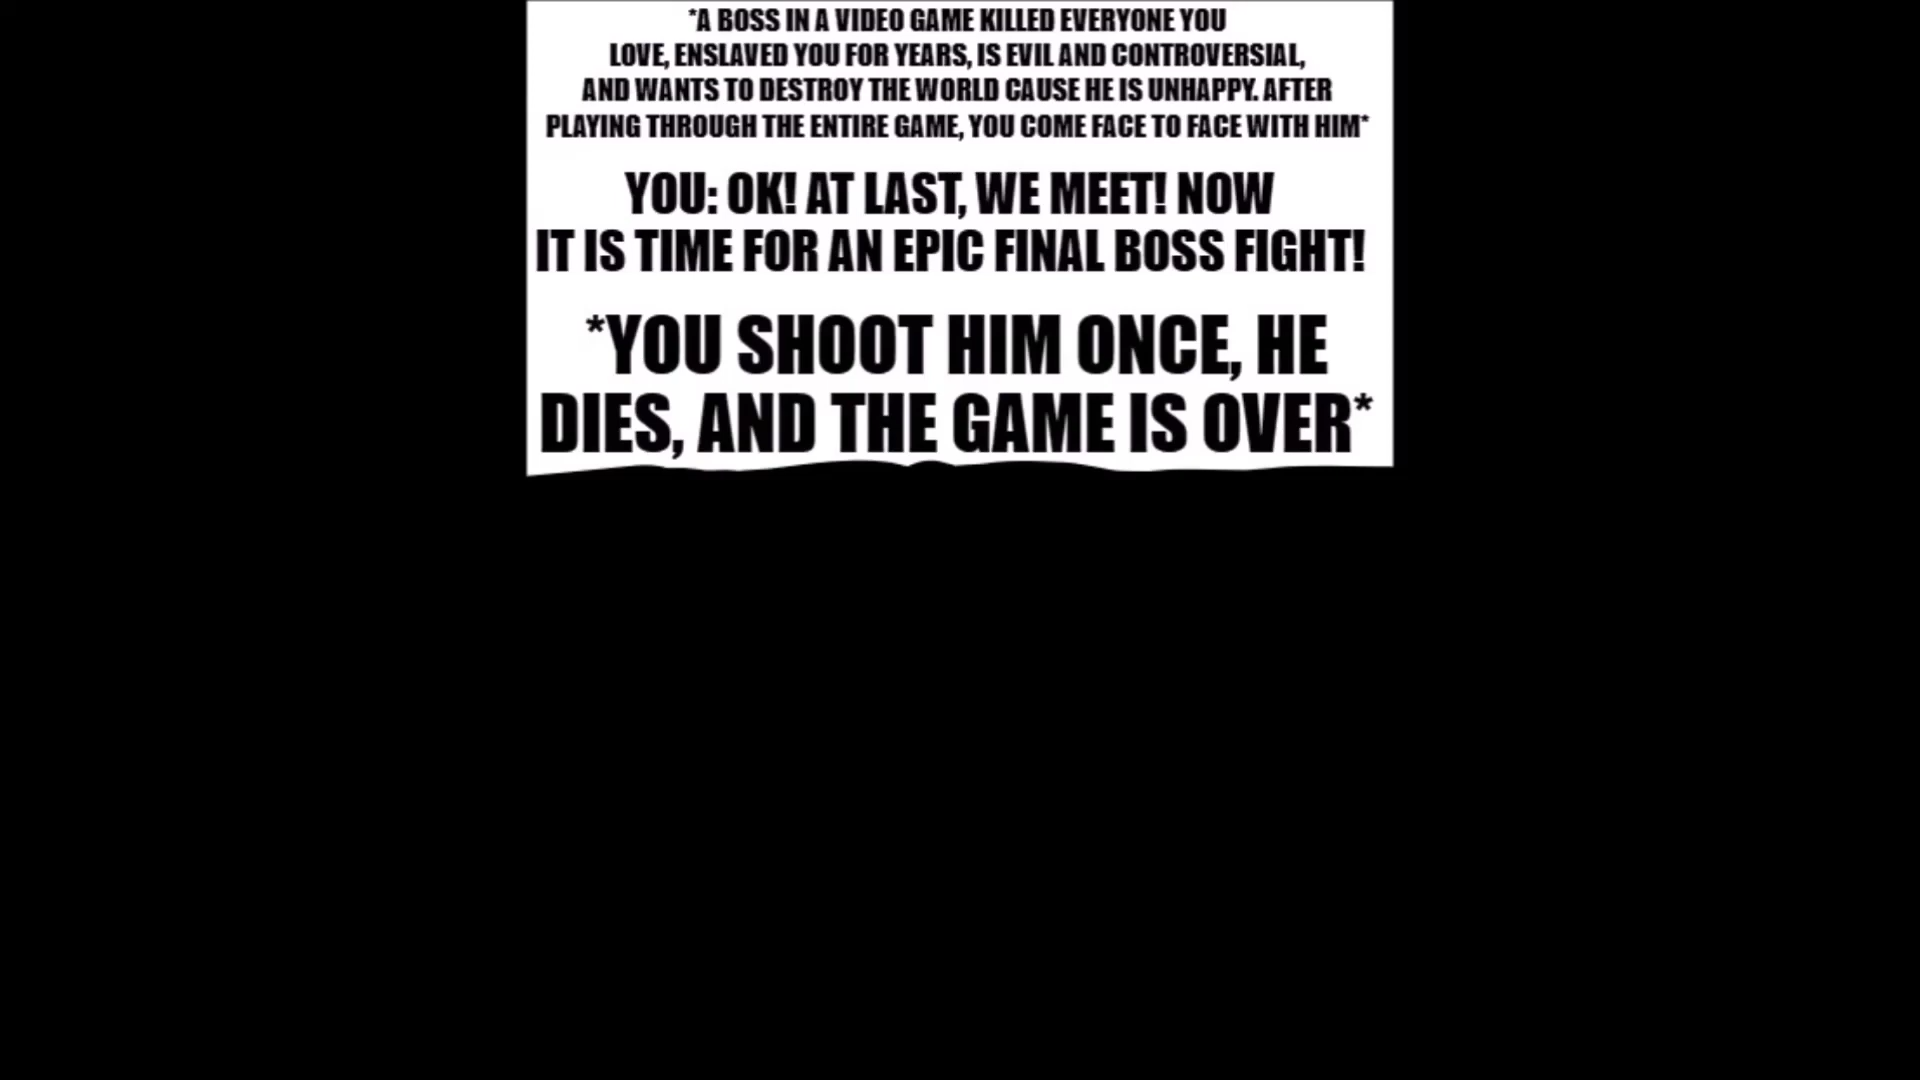 *A BOSS IN A VIDEO GAME KILLED EVERYONE YOU
LOVE, ENSLAVED YOU FOR YEARS, IS EVIL AND CONTROVERSIAL,
AND WANTS TO DESTROY THE WORLD CAUSE HE IS UNHAPPY. AFTER
PLAYING THROUGH THE ENTIRE GAME, YOU COME FACE TO FACE WITH HIM*
YOU: OK! AT LAST, WE MEET! NOW
IT IS TIME FOR AN EPIC FINAL BOSS FIGHT!
*YOU SHOOT HIM ONCE, HE
DIES, AND THE GAME IS OVER*